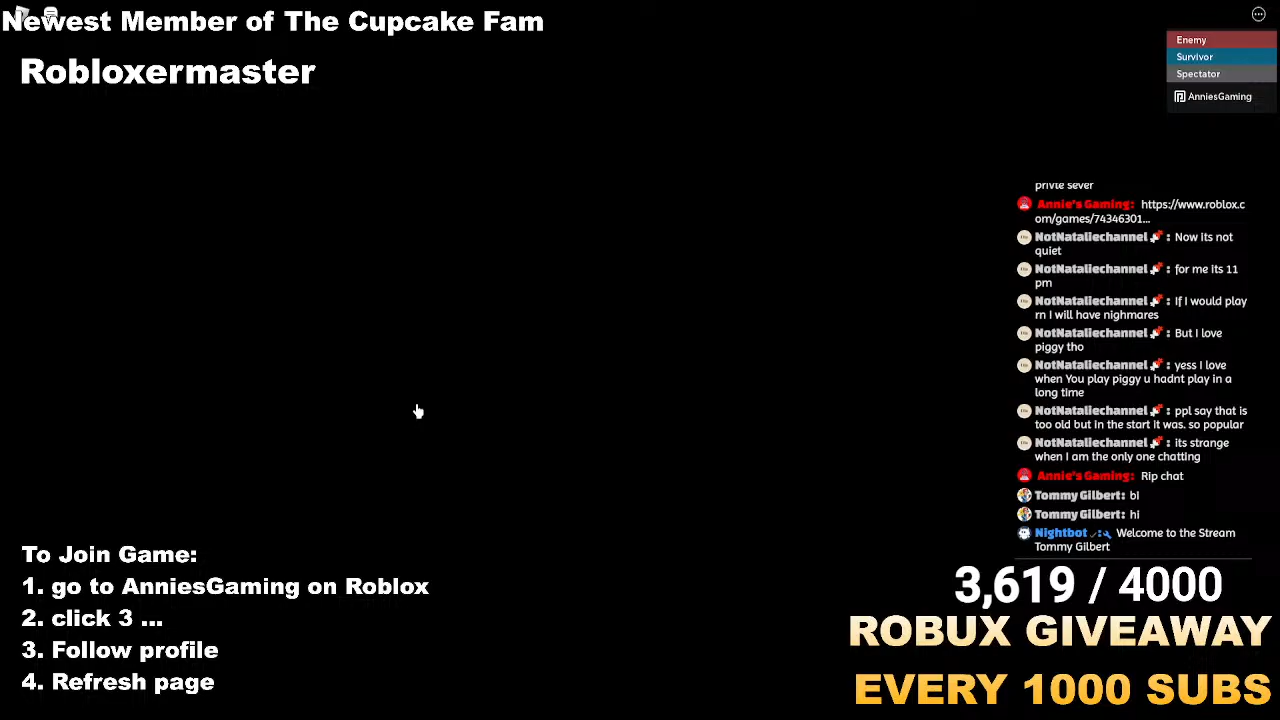 Newest Member of The Cupcake Fam
Robloxermaster
Enemy
Survivor
Spectator
AnniesGaming
privte sever
Annie's Gaming: https://www.roblox.c
om/games/74346301...
NotNataliechannel : Now its not
quiet
NotNataliechannel : for me its 11
pm
NotNataliechannel : If I would play
rn I will have nighmares
NotNataliechannel : But I love
piggy tho
NotNataliechannel : yess I love
when You play piggy u hadnt play in a
long time
NotNataliechannel : ppl say that is
too old but in the start it was. so popular
NotNataliechannel : its strange
when I am the only one chatting
Annie's Gaming: Rip chat
Tommy Gilbert: bi
Tommy Gilbert: hi
Nightbot : Welcome to the Stream
Tommy Gilbert
To Join Game:
1. go to AnniesGaming on Roblox
2. click 3 ...
3. Follow profile
4. Refresh page
3,619 / 4000
ROBUX GIVEAWAY
EVERY 1000 SUBS